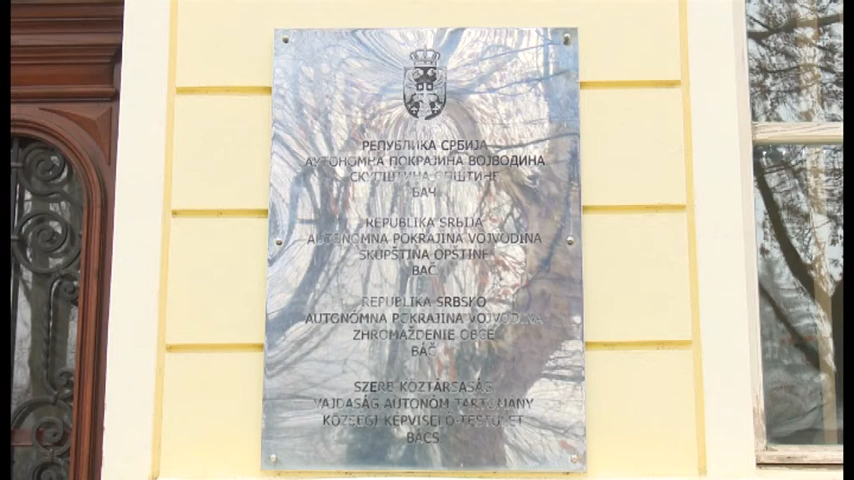 РЕПУБЛИКА СРБИЈА
АУТОНОМНА ПОКРАЈИНА ВОЈВОДИНА
СКУПШТИНА ОПШТИНЕ
БАЧ
REPUBLIKA SRBIJA
AUTONOMNA POKRAJINA VOJVODINA
SKUPŠTINA OPŠTINE
BAČ
REPUBLIKA SRBSKO
AUTONÓMNA POKRAJINA VOJVODINA
ZHROMAŽDENIE OBCE
BÁČ
SZERB KÖZTÁRSASÁG
VAJDASÁG AUTONÓM TARTOMÁNY
KÖZSÉGI KÉPVISELŐ-TESTÜLET
BÁCS